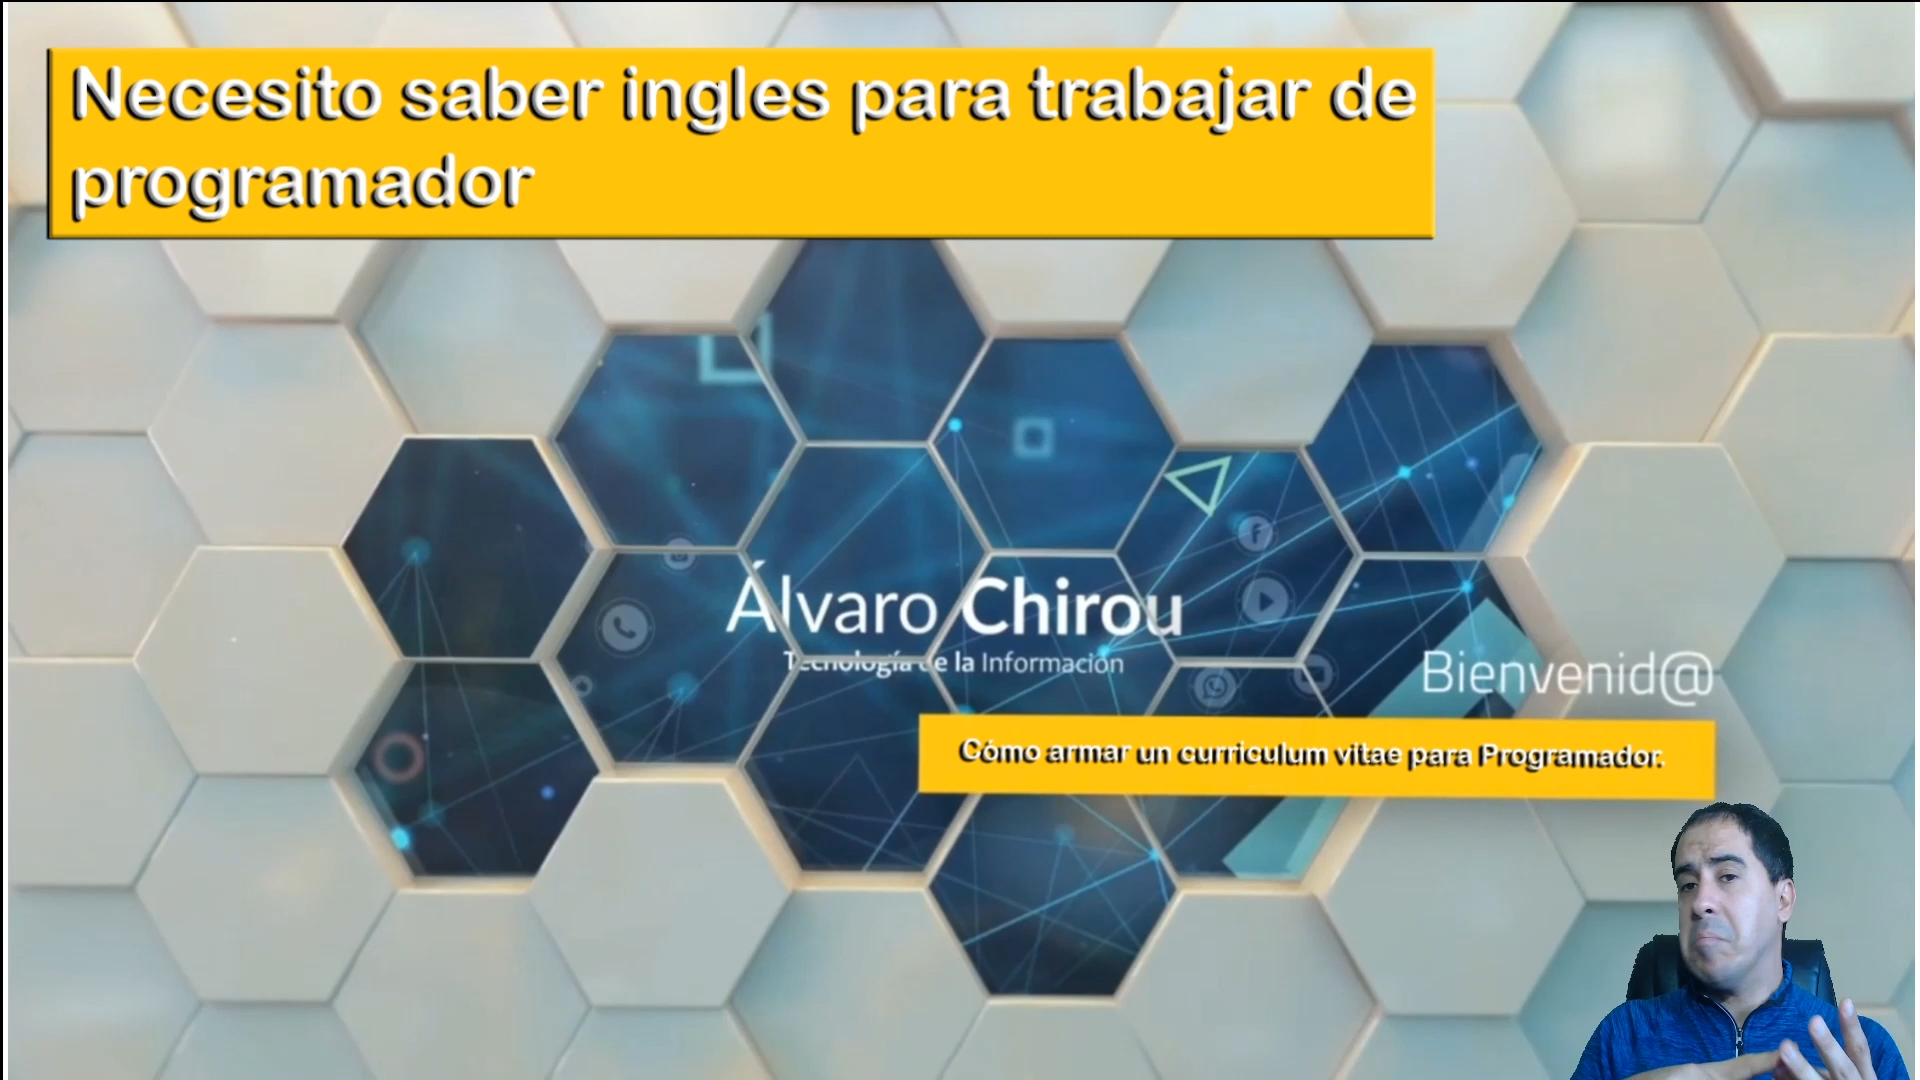 Necesito saber ingles para trabajar de
programador
Álvaro Chirou
Tecnología de la Información
Bienvenid@
Cómo armar un curriculum vitae para Programador.